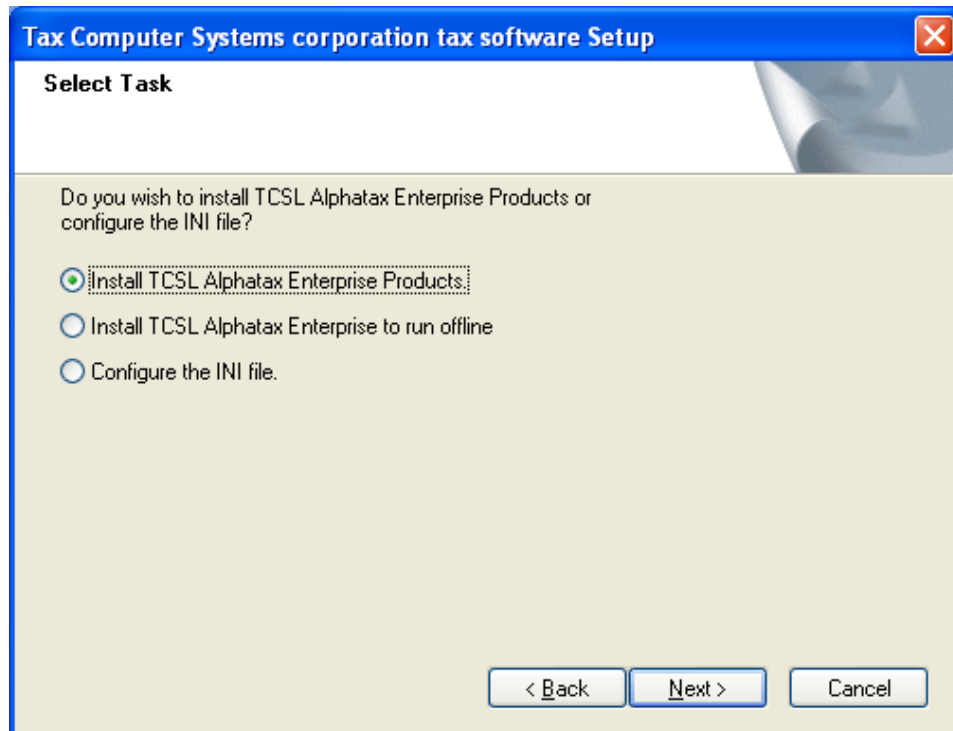 Tax Computer Systems corporation tax software Setup
Select Task
Do you wish to install TCSL Alphatax Enterprise Products or
configure the INI file?
Install TCSL Alphatax Enterprise Products.
Install TCSL Alphatax Enterprise to run offline
Configure the INI file.
< Back
Next >
Cancel